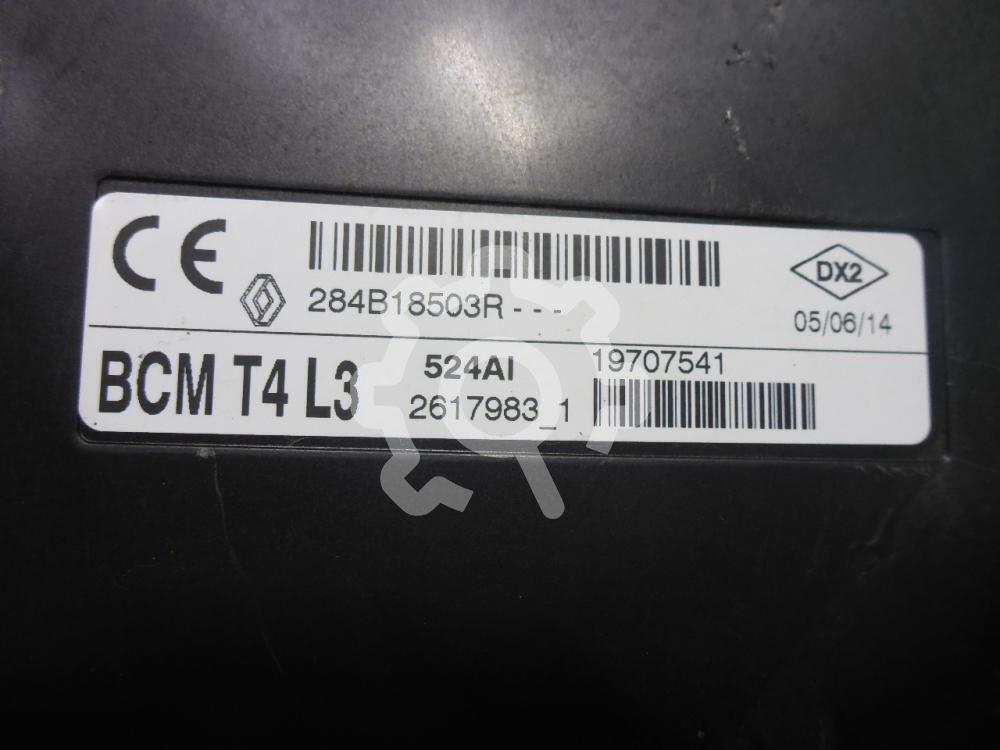 CE
284B18503R - - -
DX2
05/06/14
BCM T4 L3
524AI
2617983_1
19707541